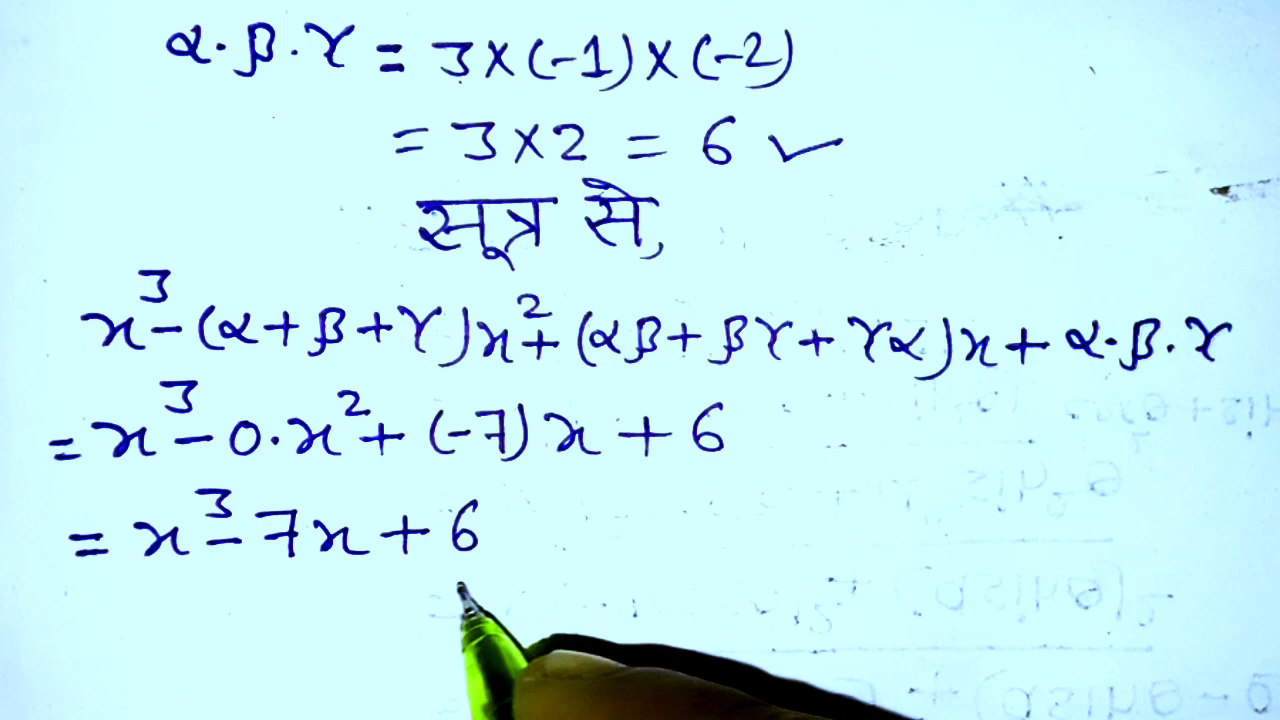 α.β.γ = 3×(-1)×(-2)
= 3×2 = 6 ✓
सूत्र से,
x³-(α+β+γ)x²+(αβ+βγ+γα)x+α.β.γ
= x³-0.x²+(-7)x+6
= x³-7x+6